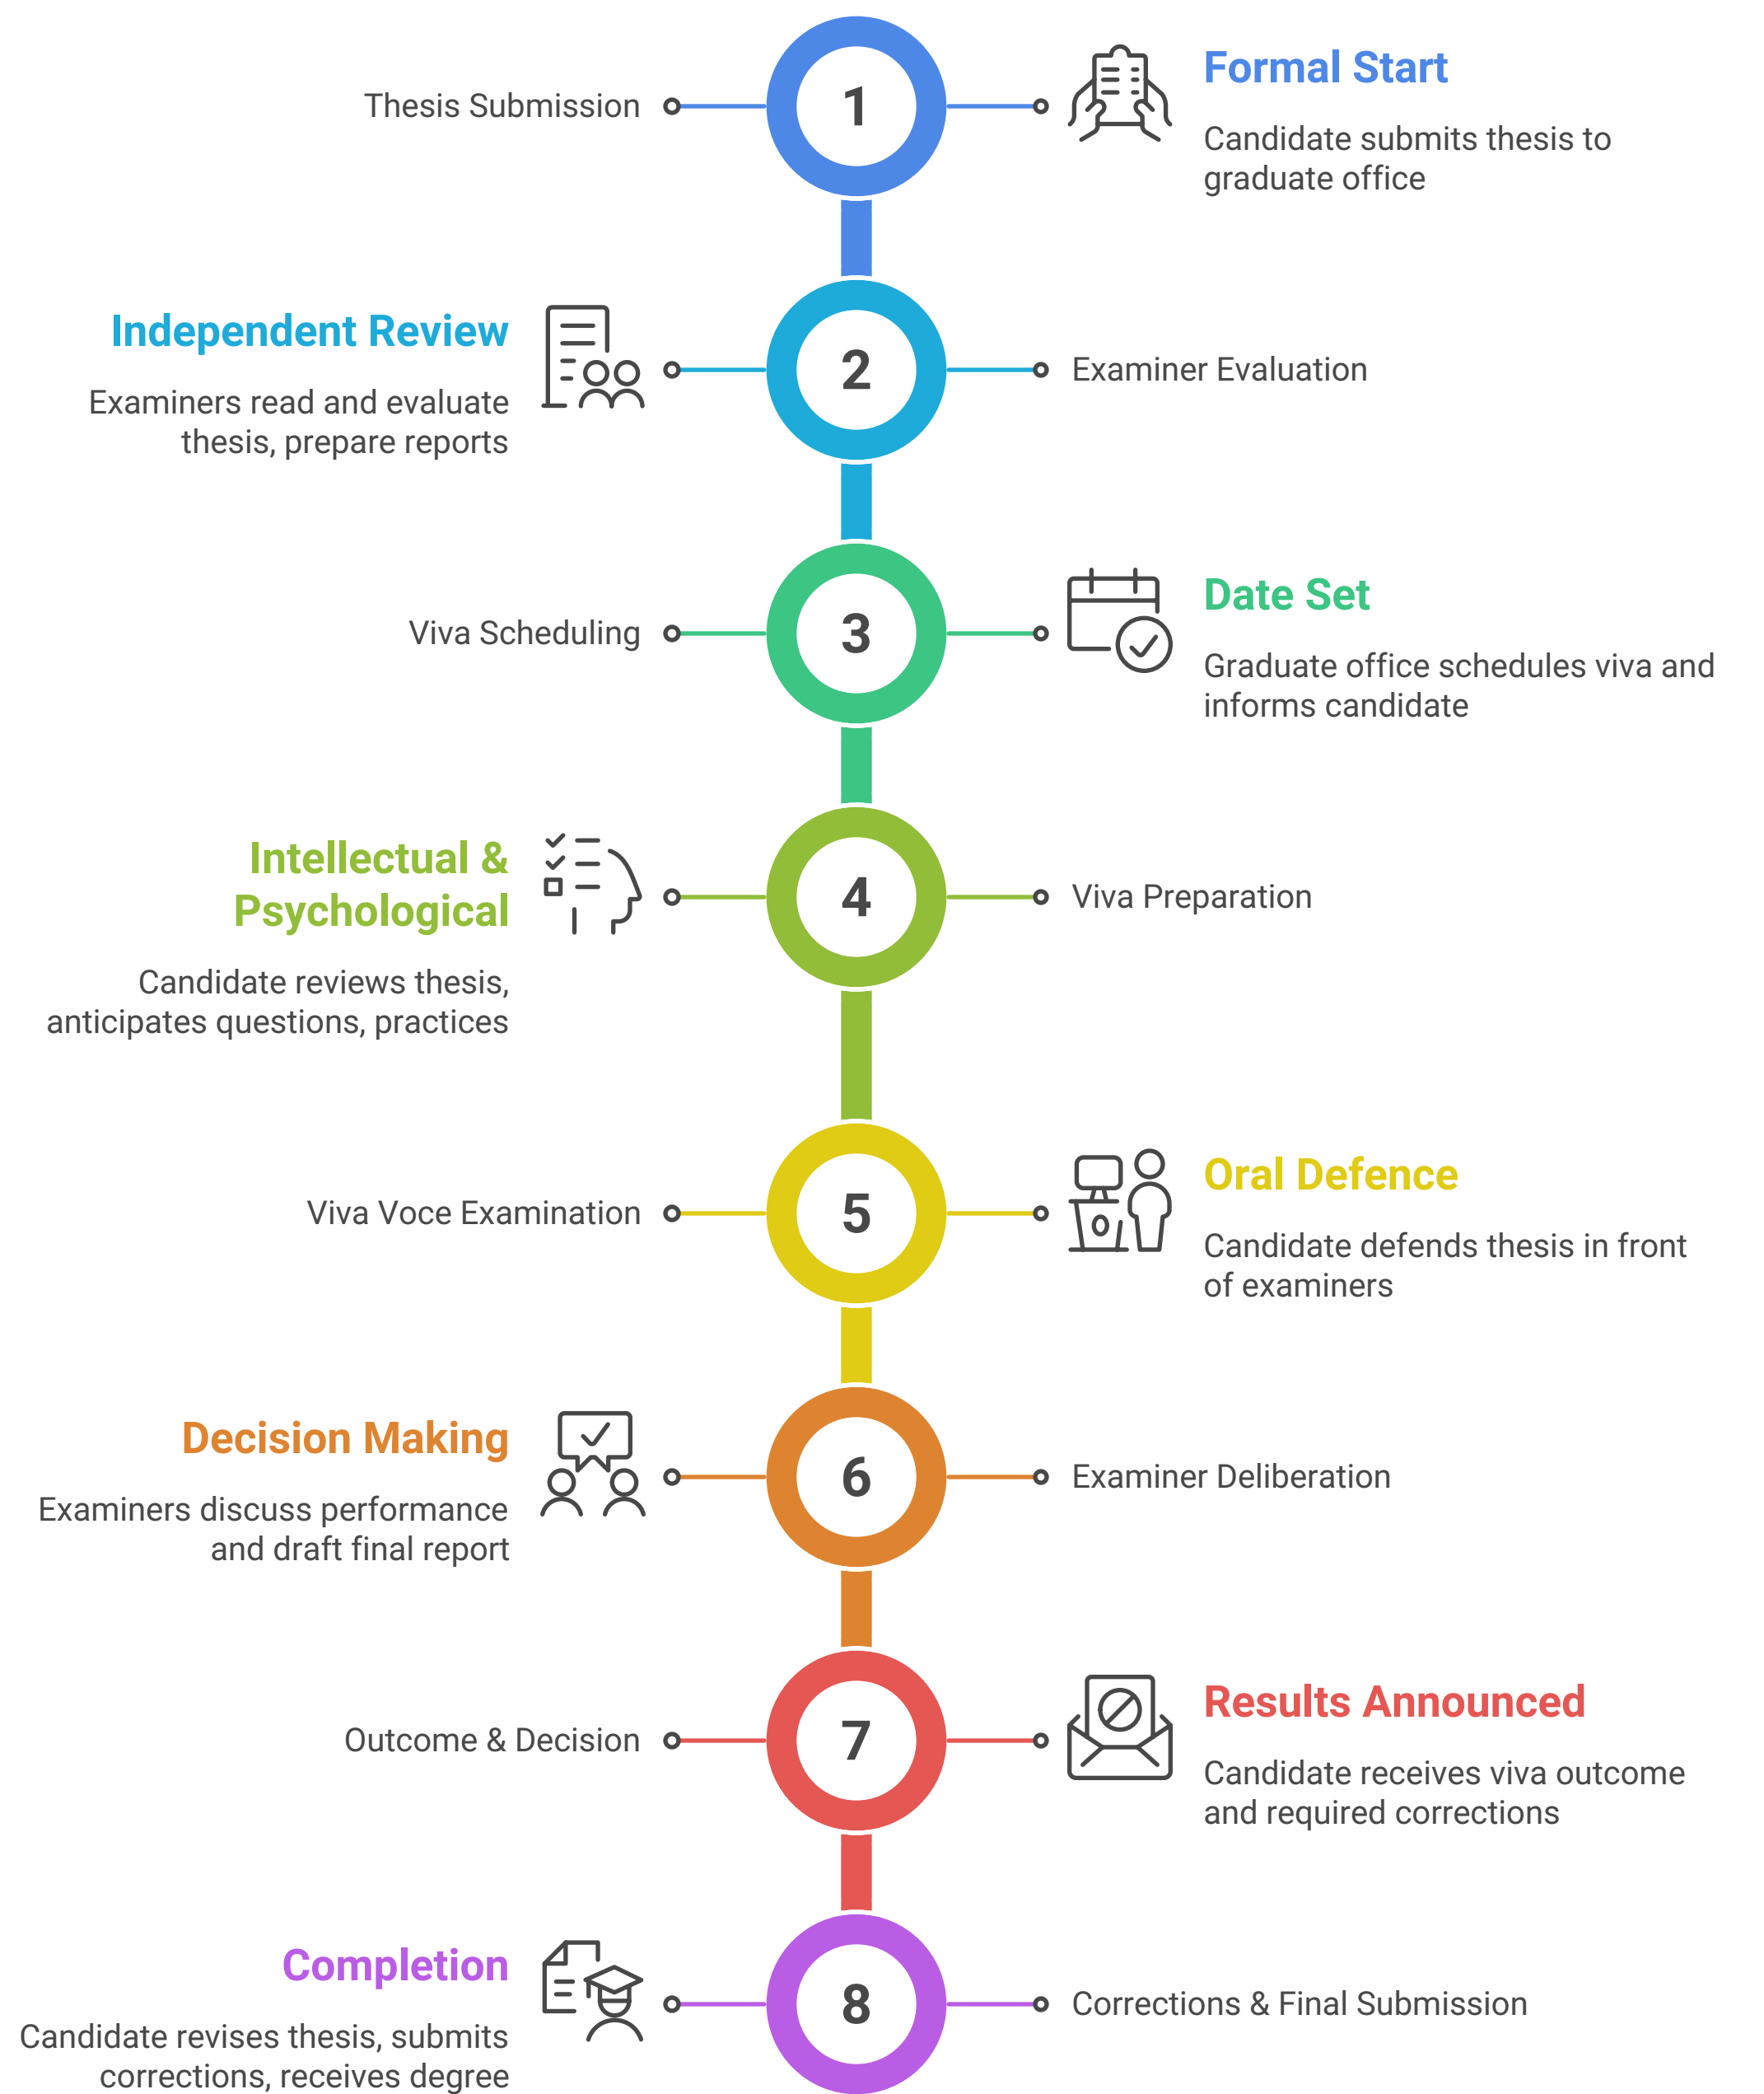 Thesis Submission
1
Formal Start
Candidate submits thesis to
graduate office
Independent Review
Examiners read and evaluate
thesis, prepare reports
2
Examiner Evaluation
Viva Scheduling
3
Date Set
Graduate office schedules viva and
informs candidate
Intellectual &
Psychological
Candidate reviews thesis,
anticipates questions, practices
4
Viva Preparation
Viva Voce Examination
5
Oral Defence
Candidate defends thesis in front
of examiners
Decision Making
Examiners discuss performance
and draft final report
6
Examiner Deliberation
Outcome & Decision
7
Results Announced
Candidate receives viva outcome
and required corrections
Completion
Candidate revises thesis, submits
corrections, receives degree
8
Corrections & Final Submission